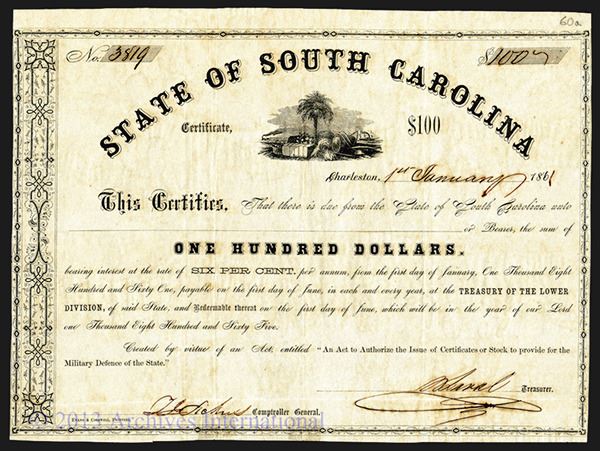 60a
No. 3819
$100
STATE OF SOUTH CAROLINA
Certificate, $100
Charleston, 1st January 1861
This Certifies, That there is due from the State of South Carolina unto
or Bearer, the sum of
ONE HUNDRED DOLLARS,
bearing interest at the rate of SIX PER CENT. per annum, from the first day of January, One Thousand Eight
Hundred and Sixty One, payable on the first day of June, in each and every year, at the TREASURY OF THE LOWER
DIVISION, of said State, and Redeemable thereat on the first day of June, which will be in the year of our Lord
one Thousand Eight Hundred and Sixty Five.
Created by virtue of an Act, entitled "An Act to Authorize the Issue of Certificates or Stock to provide for the
Military Defence of the State."
Treasurer.
Comptroller General.
EVANS & COGSWELL, PRINTERS.
© 2013 Archives International